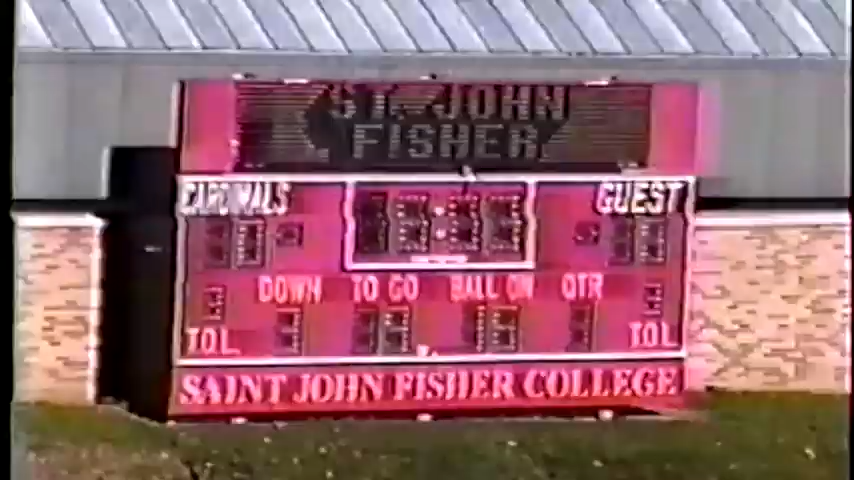 ST. JOHN
FISHER
CARDINALS GUEST
DOWN TO GO BALL ON QTR
TOL TOL
SAINT JOHN FISHER COLLEGE